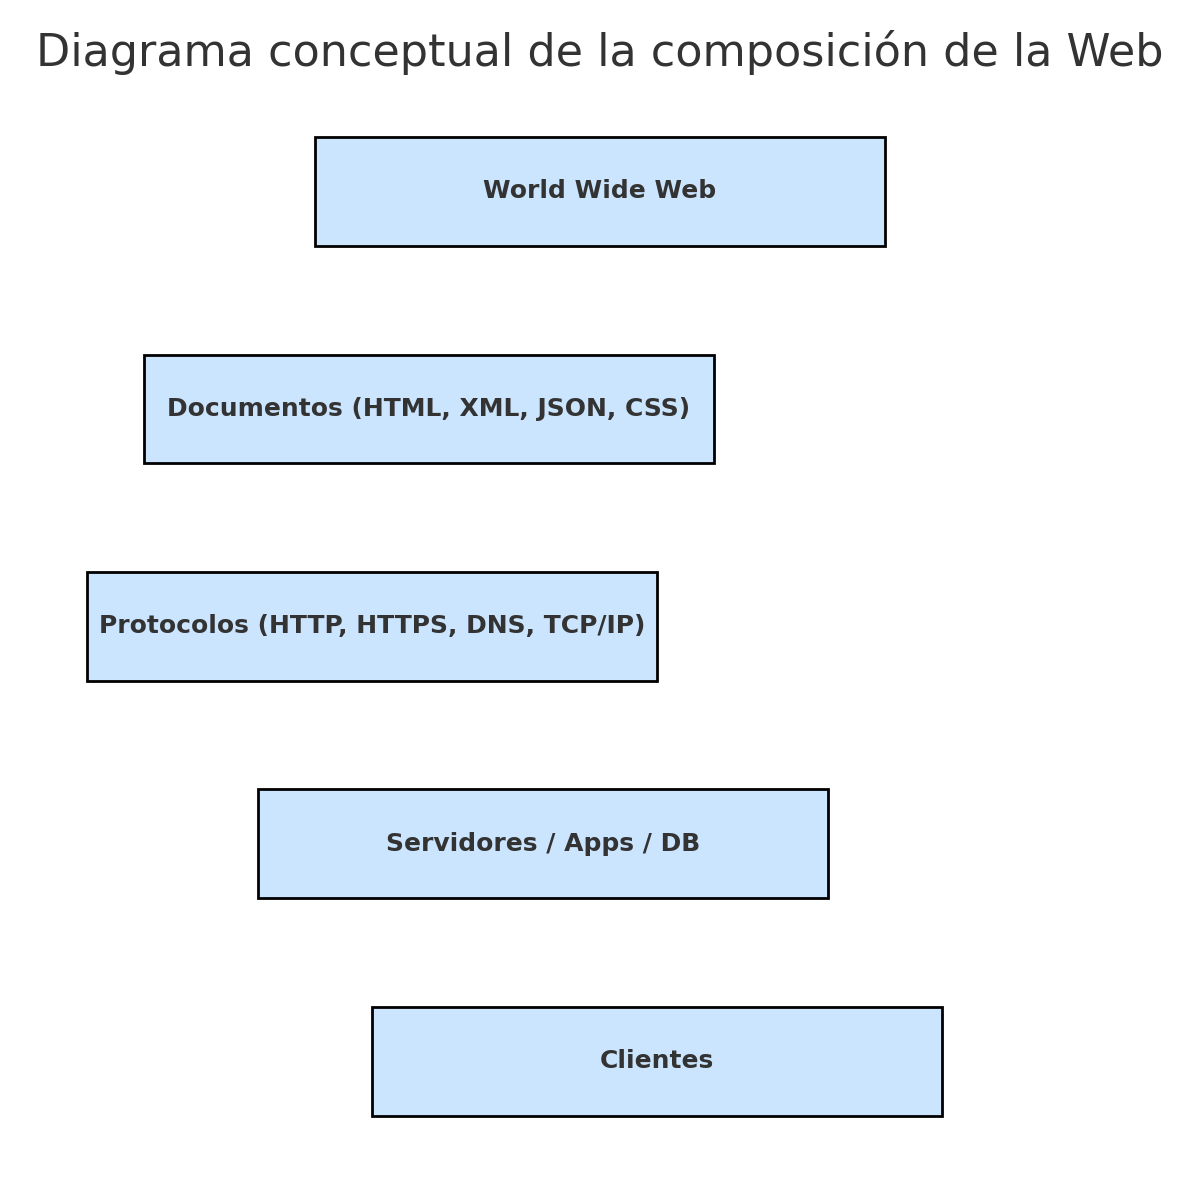 Diagrama conceptual de la composición de la Web
World Wide Web
Documentos (HTML, XML, JSON, CSS)
Protocolos (HTTP, HTTPS, DNS, TCP/IP)
Servidores / Apps / DB
Clientes